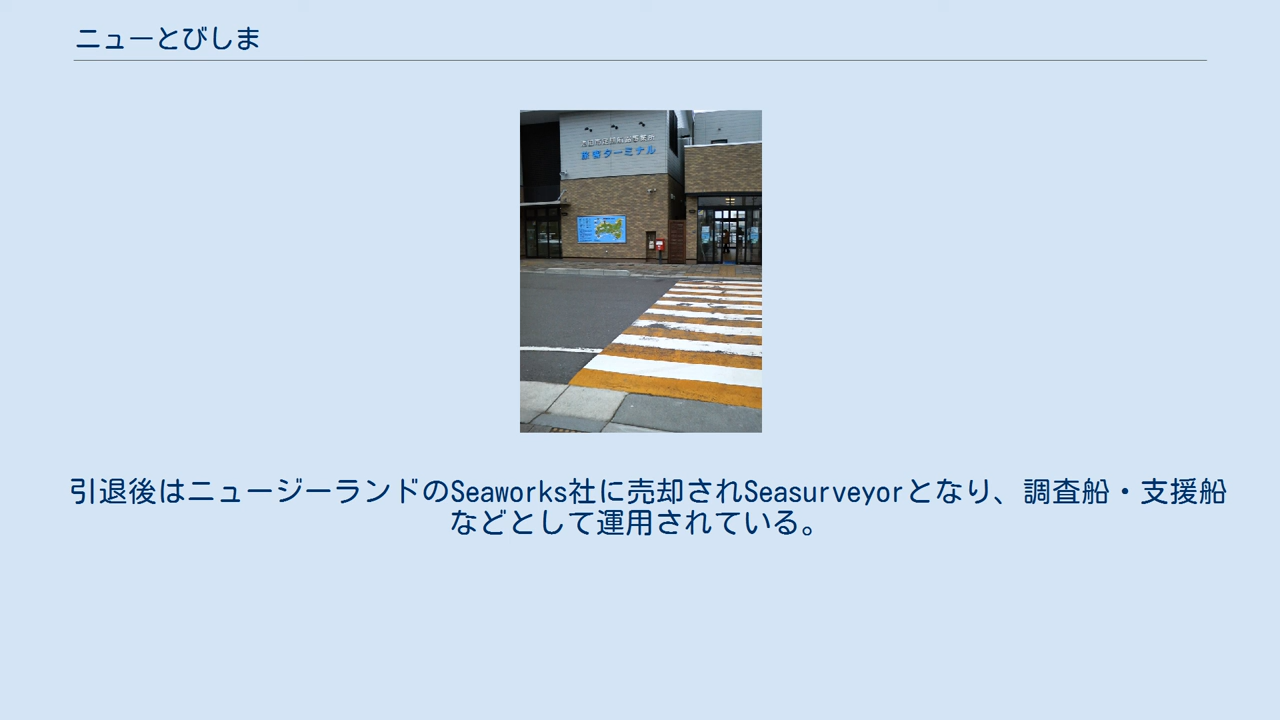 ニューとびしま
旅客ターミナル
引退後はニュージーランドのSeaworks社に売却されSeasurveyorとなり、調査船・支援船
などとして運用されている。